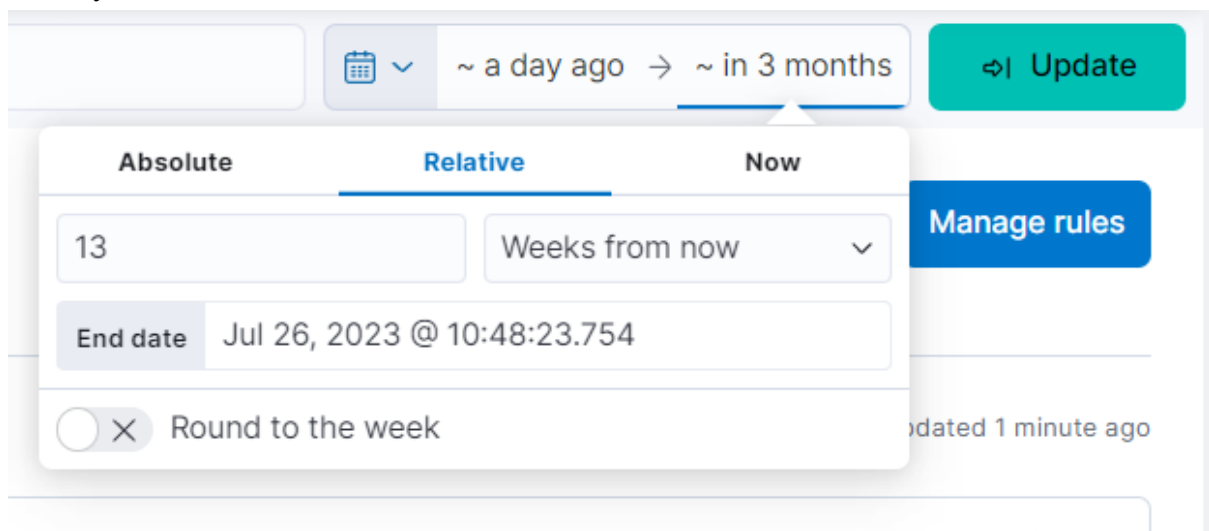 ~ a day ago → ~ in 3 months Update
Absolute Relative Now
Manage rules
13 Weeks from now
End date Jul 26, 2023 @ 10:48:23.754
Round to the week
dated 1 minute ago